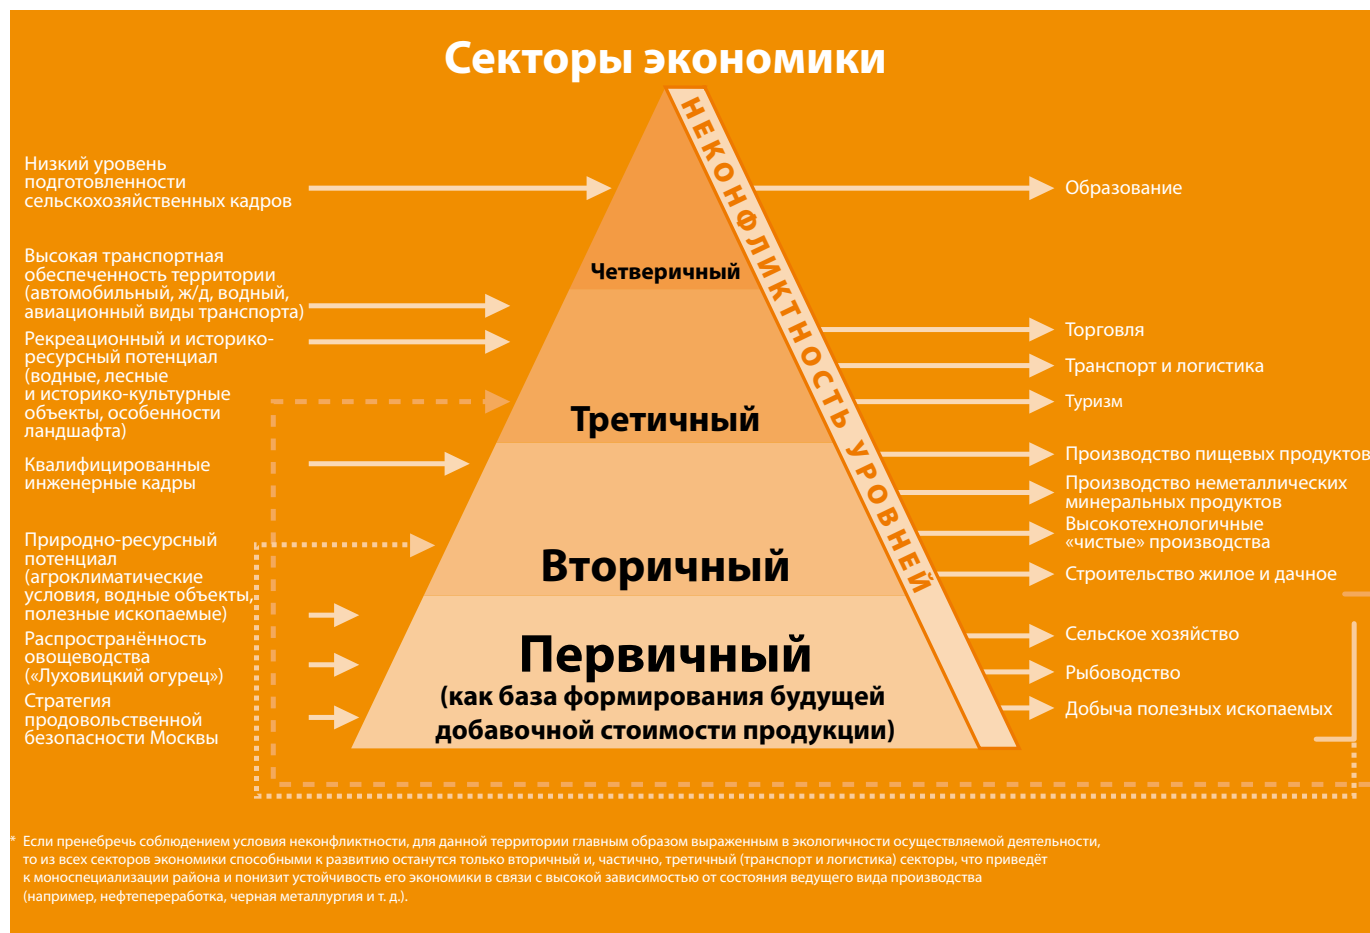 Секторы экономики
НЕКОНФЛИКТНОСТЬ УРОВНЕЙ
Низкий уровень
подготовленности
сельскохозяйственных кадров
Высокая транспортная
обеспеченность территории
(автомобильный, ж/д, водный,
авиационный виды транспорта)
Рекреационный и историко-
ресурсный потенциал
(водные, лесные
и историко-культурные
объекты, особенности
ландшафта)
Квалифицированные
инженерные кадры
Природно-ресурсный
потенциал
(агроклиматические
условия, водные объекты,
полезные ископаемые)
Распространённость
овощеводства
(«Луховицкий огурец»)
Стратегия
продовольственной
безопасности Москвы
Четверичный
Третичный
Вторичный
Первичный
(как база формирования будущей
добавочной стоимости продукции)
Образование
Торговля
Транспорт и логистика
Туризм
Производство пищевых продуктов
Производство неметаллических
минеральных продуктов
Высокотехнологичные
«чистые» производства
Строительство жилое и дачное
Сельское хозяйство
Рыбоводство
Добыча полезных ископаемых
* Если пренебречь соблюдением условия неконфликтности, для данной территории главным образом выраженным в экологичности осуществляемой деятельности,
то из всех секторов экономики способными к развитию останутся только вторичный и, частично, третичный (транспорт и логистика) секторы, что приведёт
к моноспециализации района и понизит устойчивость его экономики в связи с высокой зависимостью от состояния ведущего вида производства
(например, нефтепереработка, черная металлургия и т. д.).